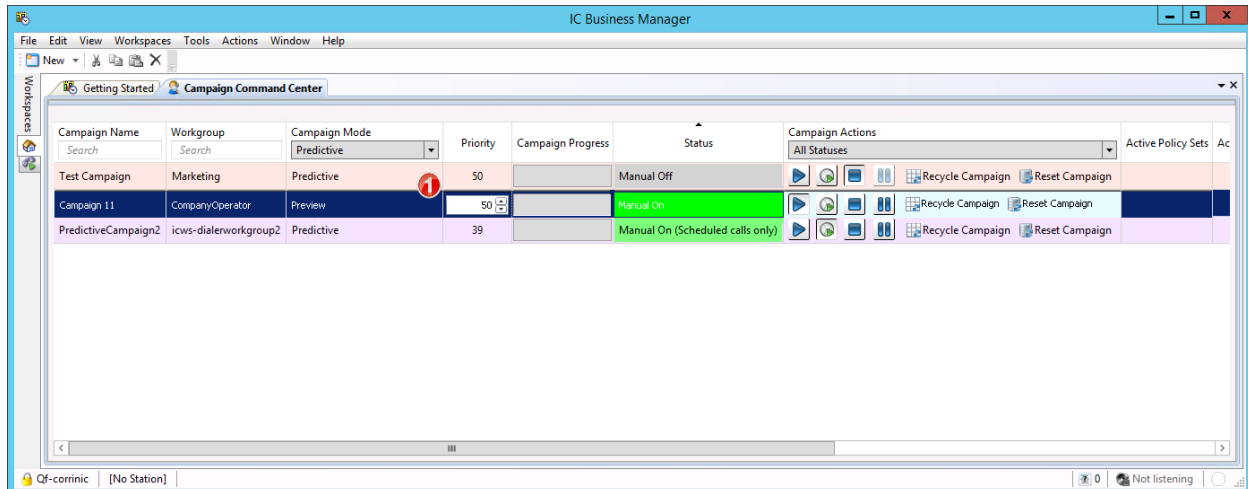 IC Business Manager
File Edit View Workspaces Tools Actions Window Help
New
Workspaces
Getting Started Campaign Command Center
Campaign Name Workgroup Campaign Mode Priority Campaign Progress Status Campaign Actions Active Policy Sets Ac
Search Search Predictive All Statuses
Test Campaign Marketing Predictive 50 Manual Off Recycle Campaign Reset Campaign
1
Campaign 11 CompanyOperator Preview 50 Manual On Recycle Campaign Reset Campaign
PredictiveCampaign2 icws-dialerworkgroup2 Predictive 39 Manual On (Scheduled calls only) Recycle Campaign Reset Campaign
Qf-corrinic [No Station] 0 Not listening